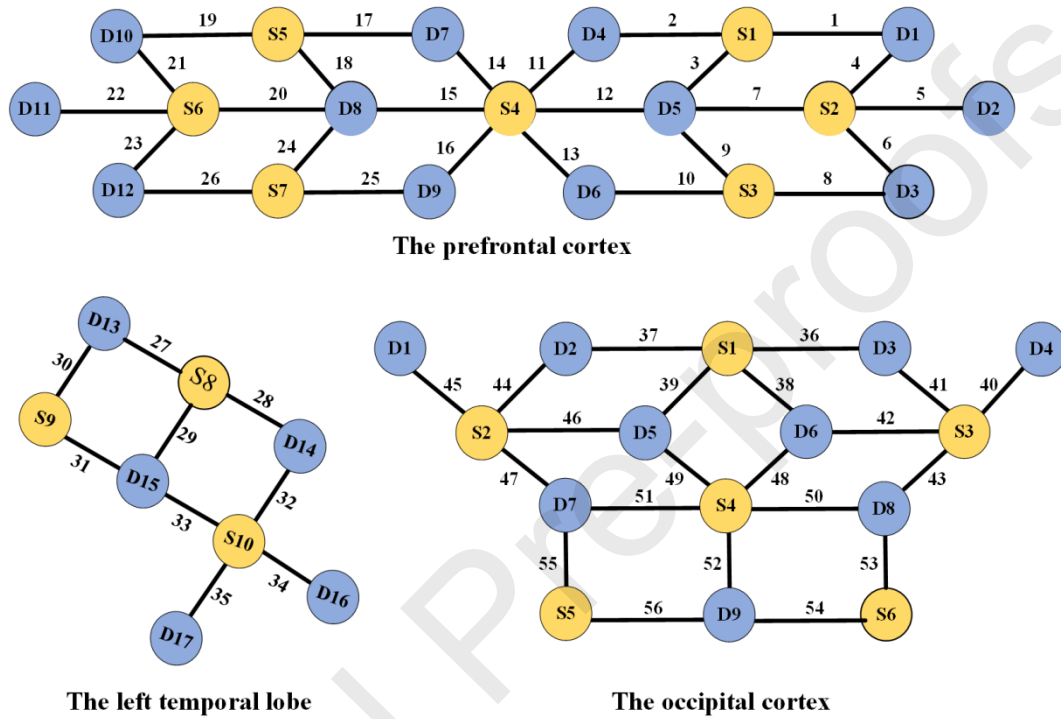 19 17 2 1
D10 S5 D7 D4 S1 D1
21 18 14 11 3 4
22 20 15 12 7 5
D11 S6 D8 S4 D5 S2 D2
23 24 16 13 9 6
26 25 10 8
D12 S7 D9 D6 S3 D3
The prefrontal cortex
D13 27
30 S8 28
S9 29 D14
31 D15 32
33 S10
34 D16
35 D17
The left temporal lobe
37 36
D1 D2 S1 D3 D4
45 44 39 38 41 40
46 42
S2 D5 D6 S3
47 49 48 43
51 50
D7 S4 D8
55 52 53
56 54
S5 D9 S6
The occipital cortex
Pre-proofs